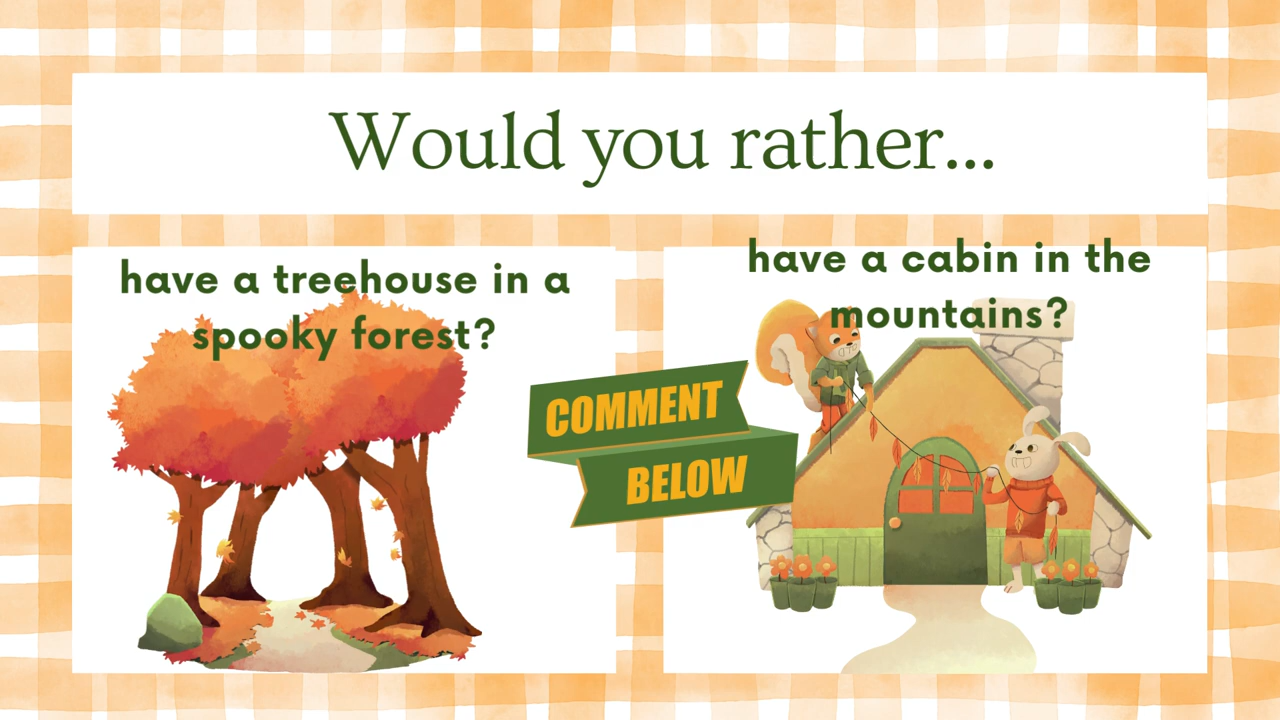 Would you rather...
have a treehouse in a
spooky forest?
have a cabin in the
mountains?
COMMENT
BELOW